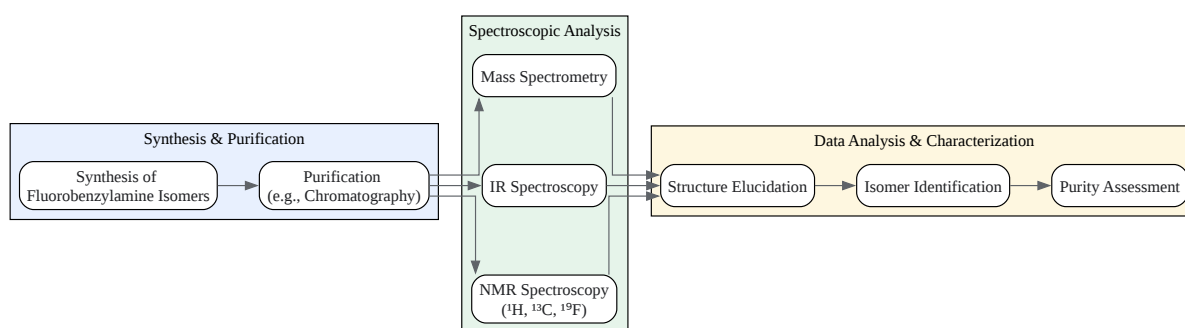 Synthesis & Purification
Synthesis of
Fluorobenzylamine Isomers
Purification
(e.g., Chromatography)
Spectroscopic Analysis
Mass Spectrometry
IR Spectroscopy
NMR Spectroscopy
(¹H, ¹³C, ¹⁹F)
Data Analysis & Characterization
Structure Elucidation
Isomer Identification
Purity Assessment